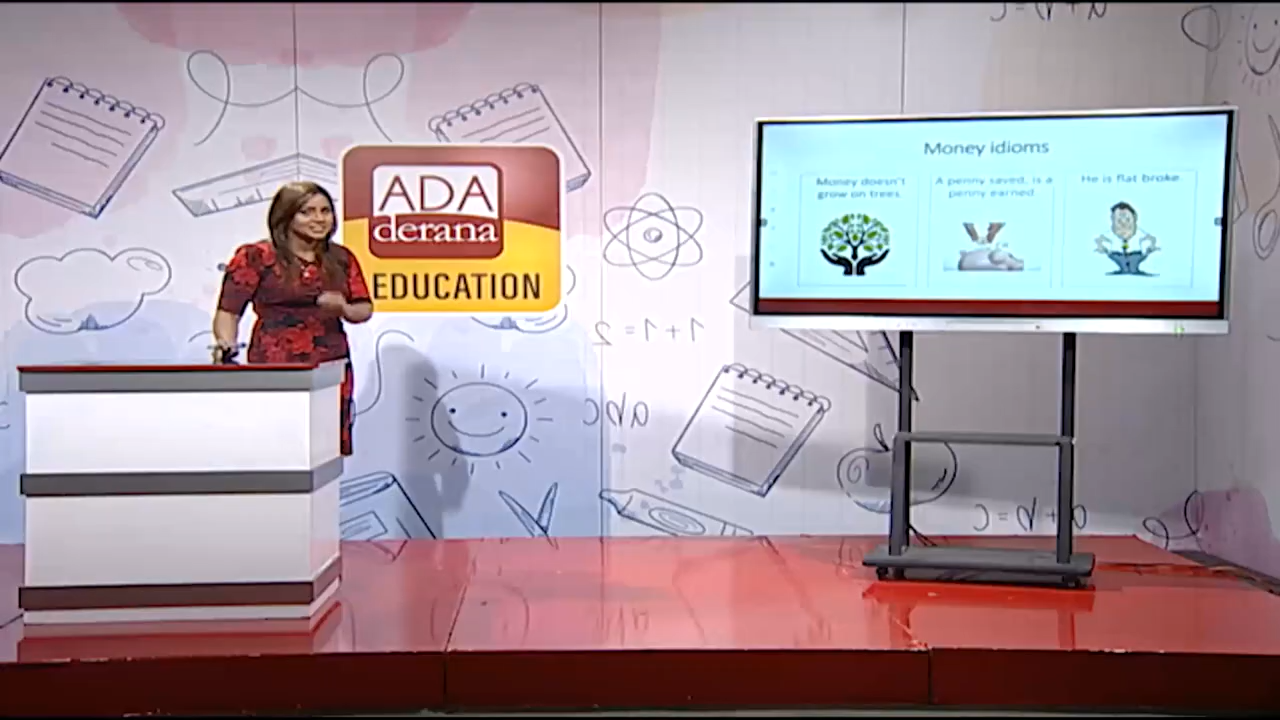 ADA
derana
EDUCATION
Money idioms
Money doesn't
grow on trees
A penny saved, is a
penny earned
He is flat broke
1+1=2
abc
a+b=c